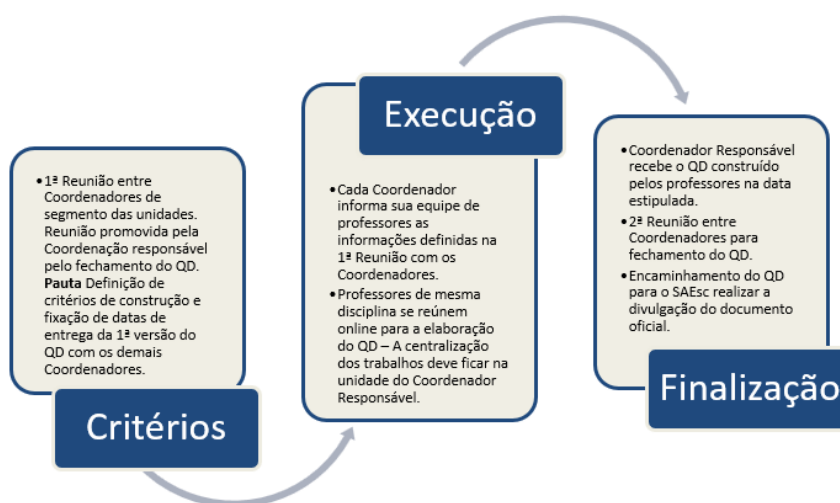 •1ª Reunião entre
Coordenadores de
segmento das unidades.
Reunião promovida pela
Coordenação responsável
pelo fechamento do QD.
Pauta Definição de
critérios de construção e
fixação de datas de
entrega da 1ª versão do
QD com os demais
Coordenadores.
Critérios
Execução
•Cada Coordenador
informa sua equipe de
professores as
informações definidas na
1ª Reunião com os
Coordenadores.
•Professores de mesma
disciplina se reúnem
online para a elaboração
do QD – A centralização
dos trabalhos deve ficar na
unidade do Coordenador
Responsável.
•Coordenador Responsável
recebe o QD construído
pelos professores na data
estipulada.
•2ª Reunião entre
Coordenadores para
fechamento do QD.
•Encaminhamento do QD
para o SAEsc realizar a
divulgação do documento
oficial.
Finalização